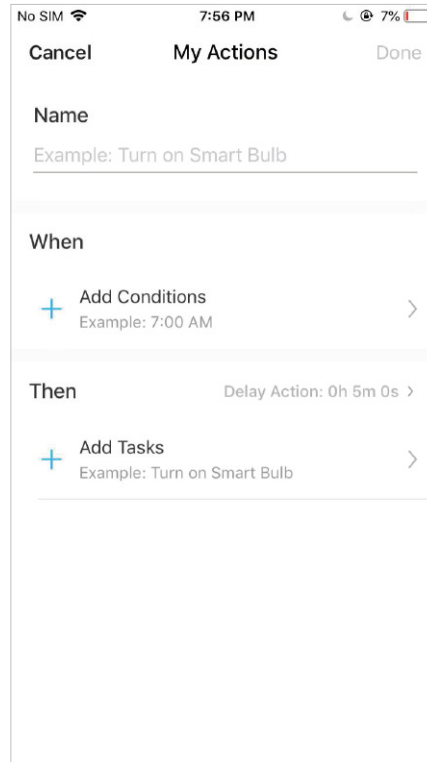 No SIM 7:56 PM 7%
Cancel My Actions Done
Name
Example: Turn on Smart Bulb
When
Add Conditions
Example: 7:00 AM
Then Delay Action: 0h 5m 0s
Add Tasks
Example: Turn on Smart Bulb